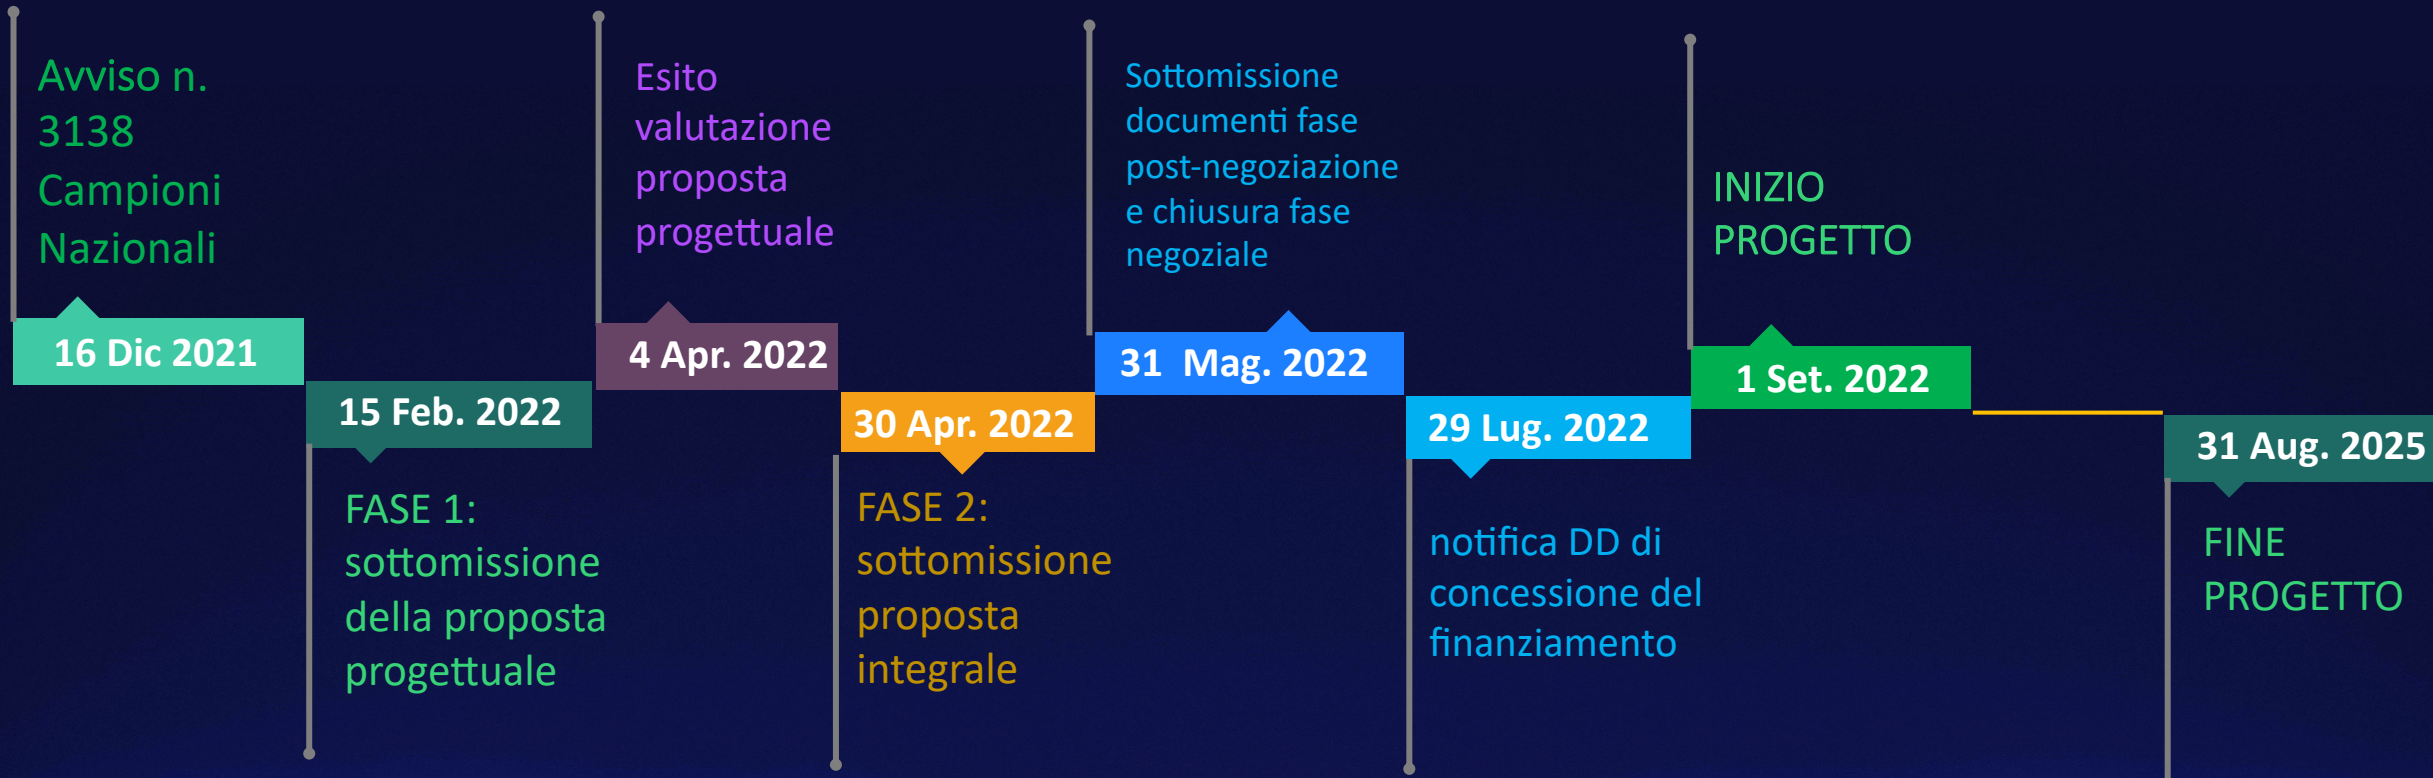 Avviso n.
3138
Campioni
Nazionali
16 Dic 2021
15 Feb. 2022
FASE 1:
sottomissione
della proposta
progettuale
Esito
valutazione
proposta
progettuale
4 Apr. 2022
30 Apr. 2022
FASE 2:
sottomissione
proposta
integrale
Sottomissione
documenti fase
post-negoziazione
e chiusura fase
negoziale
31 Mag. 2022
29 Lug. 2022
notifica DD di
concessione del
finanziamento
INIZIO
PROGETTO
1 Set. 2022
31 Aug. 2025
FINE
PROGETTO